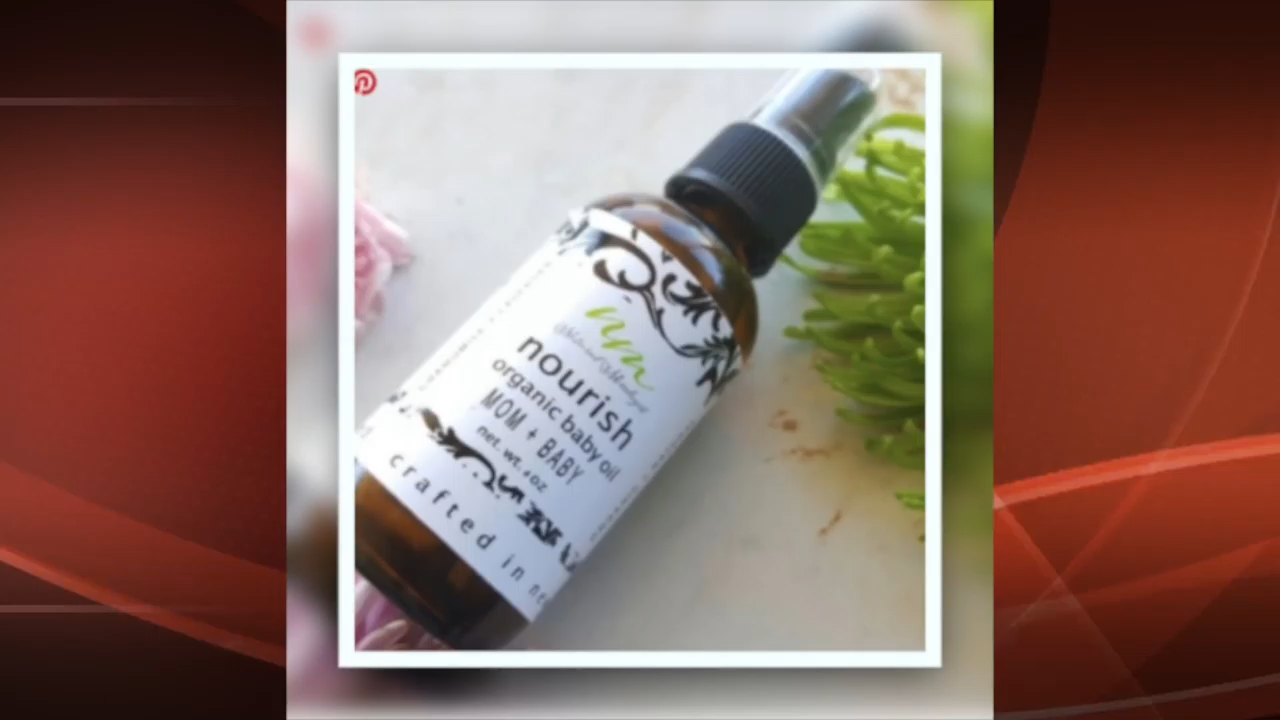 nm
nourish
organic baby oil
MOM + BABY
net. wt. 4oz
crafted in